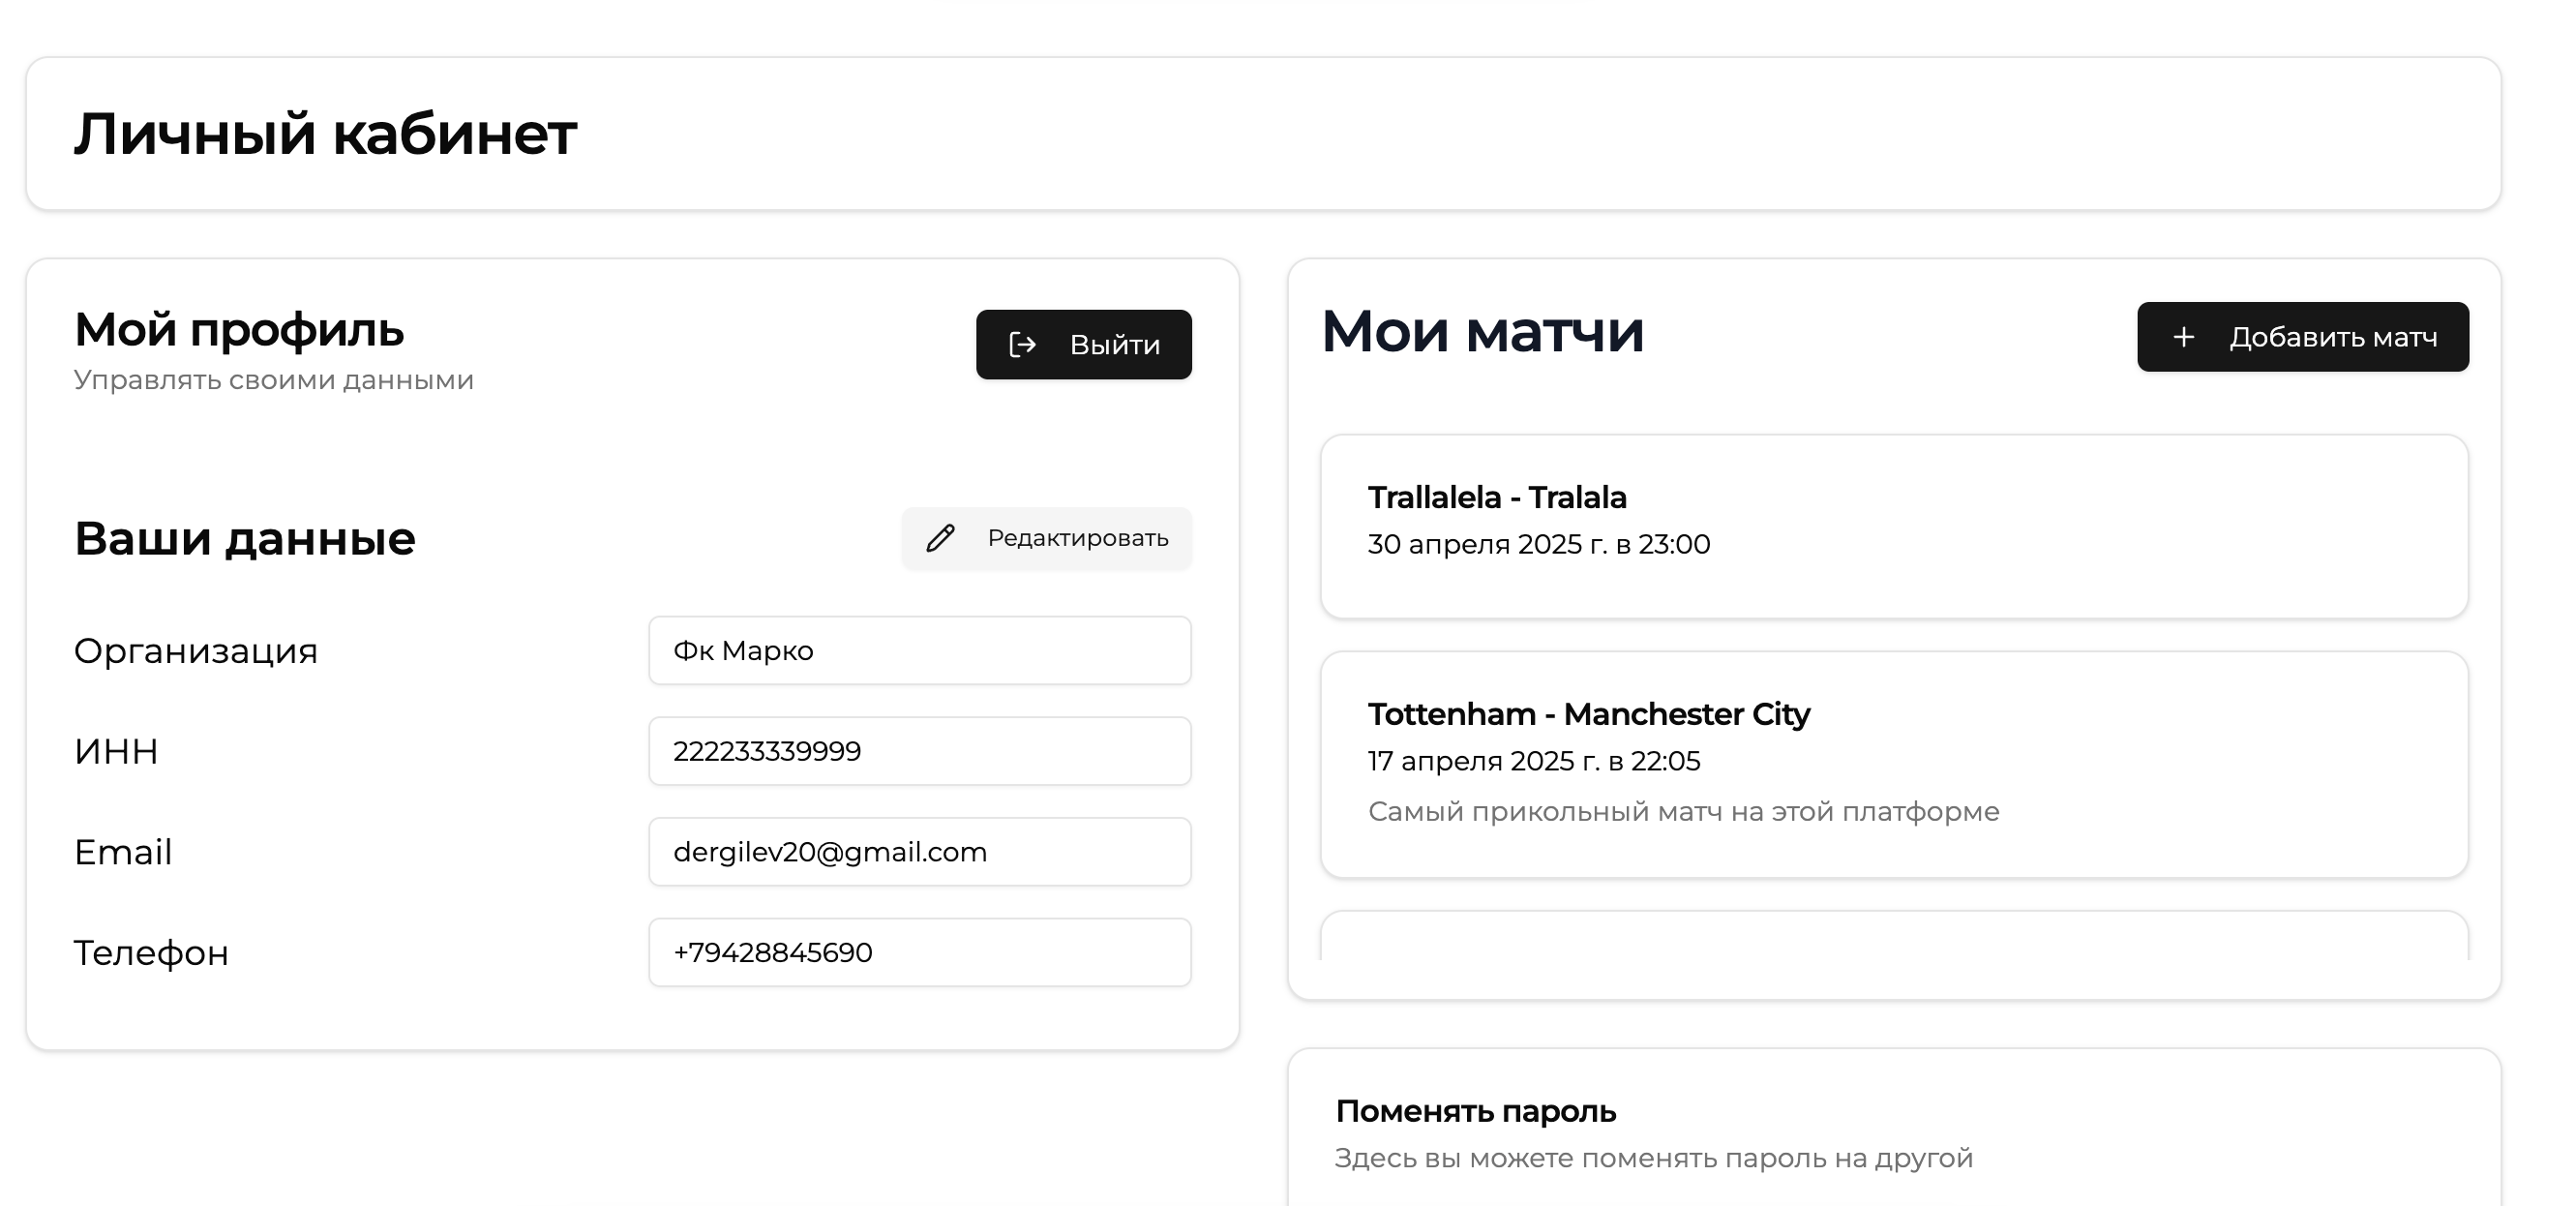 Личный кабинет
Мой профиль
Управлять своими данными
Выйти
Ваши данные
Редактировать
Организация
Фк Марко
ИНН
222233339999
Email
dergilev20@gmail.com
Телефон
+79428845690
Мои матчи
Добавить матч
Trallalela - Tralala
30 апреля 2025 г. в 23:00
Tottenham - Manchester City
17 апреля 2025 г. в 22:05
Самый прикольный матч на этой платформе
Поменять пароль
Здесь вы можете поменять пароль на другой